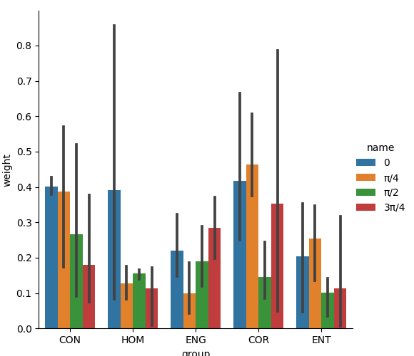 0.8
0.7
0.6
0.5
0.4
0.3
0.2
0.1
0.0
weight
CON HOM ENG COR ENT
group
name
0
π/4
π/2
3π/4